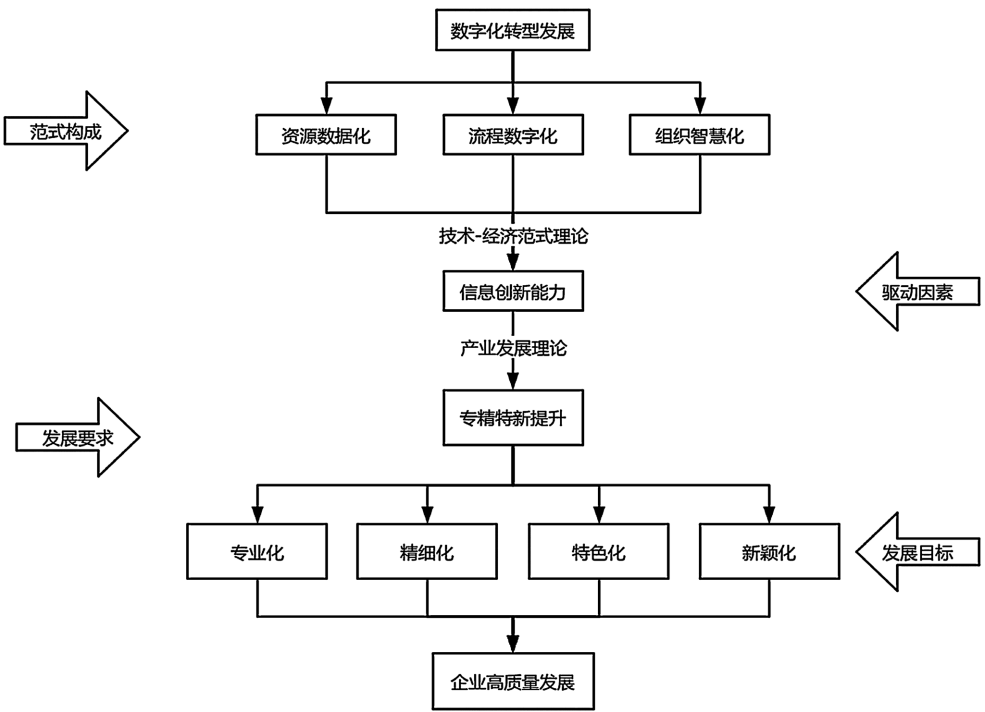 数字化转型发展
范式构成
资源数据化
流程数字化
组织智慧化
技术-经济范式理论
信息创新能力
驱动因素
产业发展理论
专精特新提升
发展要求
专业化
精细化
特色化
新颖化
发展目标
企业高质量发展